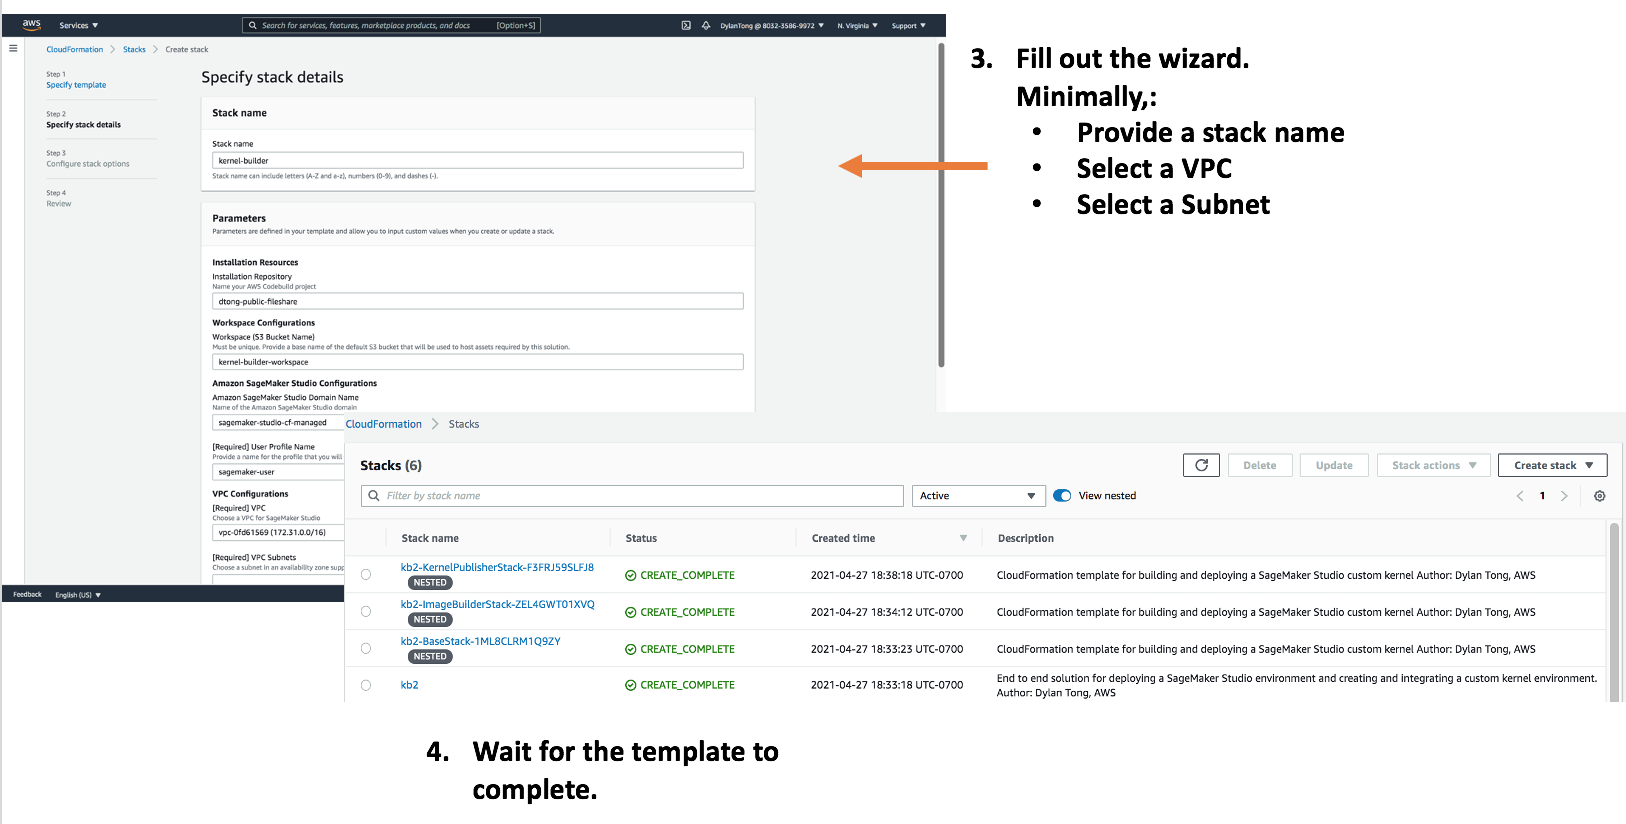 aws
Services ▼
Search for services, features, marketplace products, and docs [Option+S]
DylanTong @ 8032-3586-9972 ▼
N. Virginia ▼
Support ▼
CloudFormation > Stacks > Create stack
Step 1
Specify template
Step 2
Specify stack details
Step 3
Configure stack options
Step 4
Review
Specify stack details
Stack name
Stack name
kernel-builder
Stack name can include letters (A-Z and a-z), numbers (0-9), and dashes (-).
Parameters
Parameters are defined in your template and allow you to input custom values when you create or update a stack.
Installation Resources
Installation Repository
Name your AWS Codebuild project
dtong-public-fileshare
Workspace Configurations
Workspace (S3 Bucket Name)
Must be unique. Provide a base name of the default S3 bucket that will be used to host assets required by this solution.
kernel-builder-workspace
Amazon SageMaker Studio Configurations
Amazon SageMaker Studio Domain Name
Name of the Amazon SageMaker Studio domain
sagemaker-studio-cf-managed
[Required] User Profile Name
Provide a name for the profile that you will
sagemaker-user
VPC Configurations
[Required] VPC
Choose a VPC for SageMaker Studio
vpc-0fd61569 (172.31.0.0/16)
[Required] VPC Subnets
Choose a subnet in an availability zone supp
Feedback English (US) ▼
3. Fill out the wizard.
Minimally,:
• Provide a stack name
• Select a VPC
• Select a Subnet
CloudFormation > Stacks
Stacks (6)
Delete
Update
Stack actions ▼
Create stack ▼
Filter by stack name
Active ▼
View nested
< 1 >
Stack name Status Created time ▼ Description
kb2-KernelPublisherStack-F3FRJ59SLFJ8
NESTED
CREATE_COMPLETE 2021-04-27 18:38:18 UTC-0700 CloudFormation template for building and deploying a SageMaker Studio custom kernel Author: Dylan Tong, AWS
kb2-ImageBuilderStack-ZEL4GWT01XVQ
NESTED
CREATE_COMPLETE 2021-04-27 18:34:12 UTC-0700 CloudFormation template for building and deploying a SageMaker Studio custom kernel Author: Dylan Tong, AWS
kb2-BaseStack-1ML8CLRM1Q9ZY
NESTED
CREATE_COMPLETE 2021-04-27 18:33:23 UTC-0700 CloudFormation template for building and deploying a SageMaker Studio custom kernel Author: Dylan Tong, AWS
kb2 CREATE_COMPLETE 2021-04-27 18:33:18 UTC-0700 End to end solution for deploying a SageMaker Studio environment and creating and integrating a custom kernel environment.
Author: Dylan Tong, AWS
4. Wait for the template to
complete.